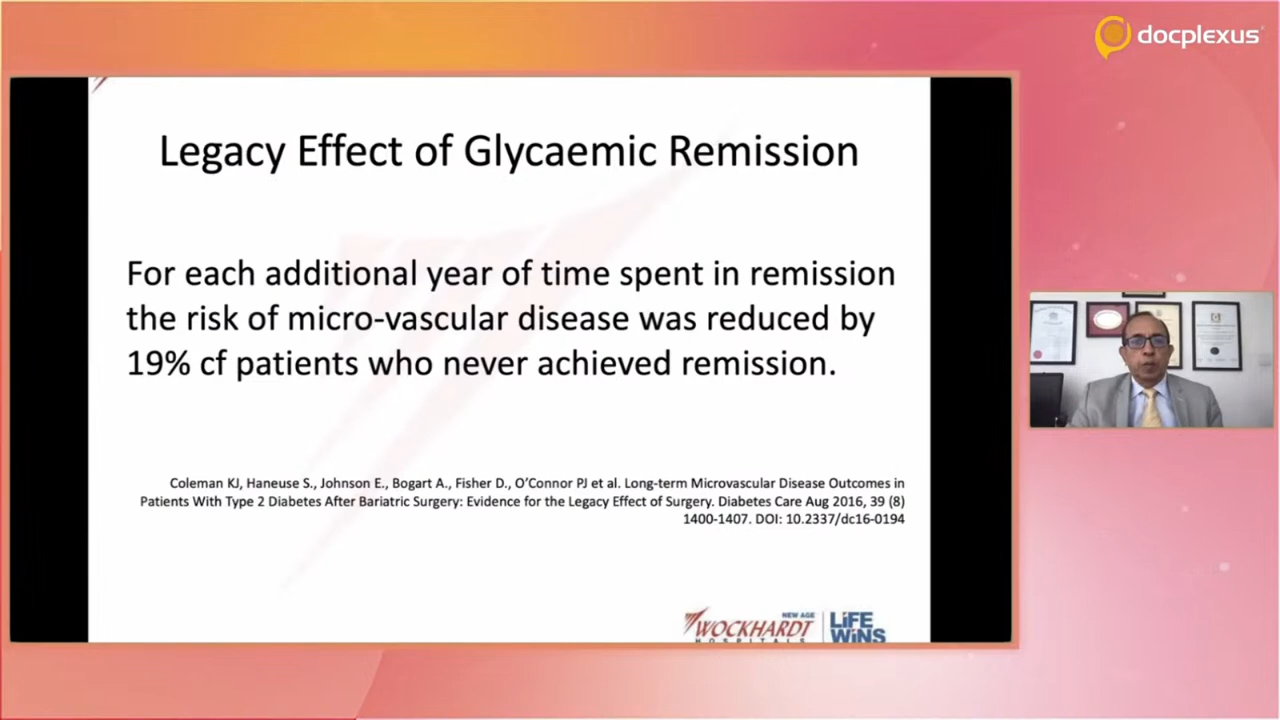 docplexus
Legacy Effect of Glycaemic Remission
For each additional year of time spent in remission
the risk of micro-vascular disease was reduced by
19% cf patients who never achieved remission.
Coleman KJ, Haneuse S., Johnson E., Bogart A., Fisher D., O’Connor PJ et al. Long-term Microvascular Disease Outcomes in
Patients With Type 2 Diabetes After Bariatric Surgery: Evidence for the Legacy Effect of Surgery. Diabetes Care Aug 2016, 39 (8)
1400-1407. DOI: 10.2337/dc16-0194
NEW AGE
WOCKHARDT
HOSPITALS
LiFE
WiNS